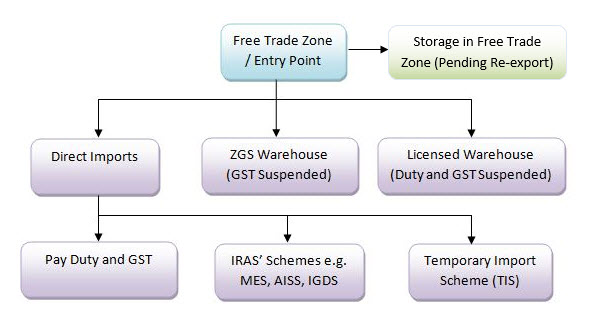 Free Trade Zone
/ Entry Point
Storage in Free Trade
Zone (Pending Re-export)
Direct Imports
ZGS Warehouse
(GST Suspended)
Licensed Warehouse
(Duty and GST Suspended)
Pay Duty and GST
IRAS’ Schemes e.g.
MES, AISS, IGDS
Temporary Import
Scheme (TIS)